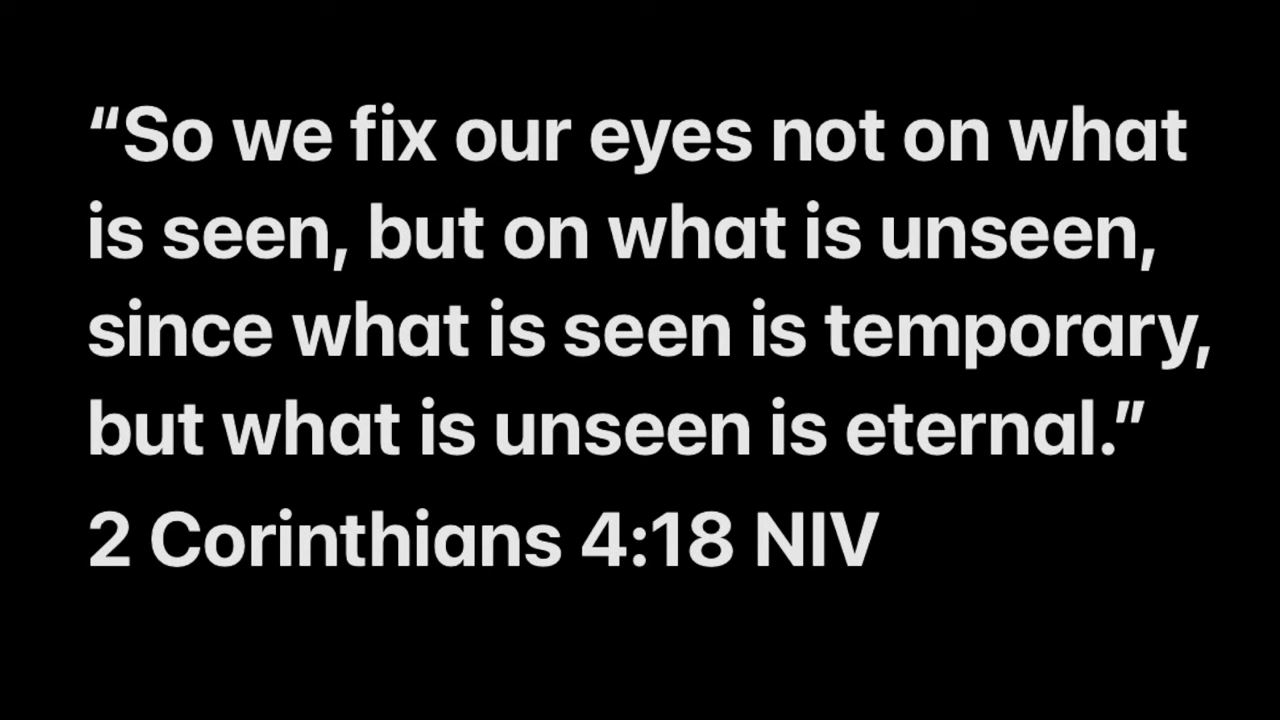 “So we fix our eyes not on what
is seen, but on what is unseen,
since what is seen is temporary,
but what is unseen is eternal.”
2 Corinthians 4:18 NIV